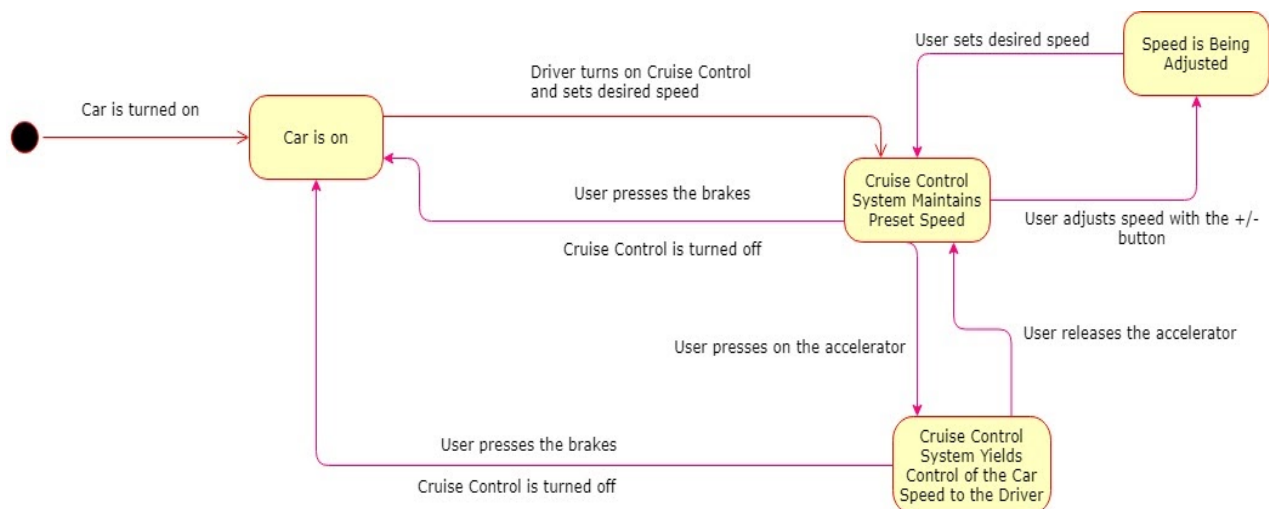 User sets desired speed
Speed is Being
Adjusted
Driver turns on Cruise Control
and sets desired speed
Car is turned on
Car is on
Cruise Control
System Maintains
Preset Speed
User presses the brakes
User adjusts speed with the +/-
button
Cruise Control is turned off
User presses on the accelerator
User releases the accelerator
Cruise Control
System Yields
Control of the Car
Speed to the Driver
User presses the brakes
Cruise Control is turned off